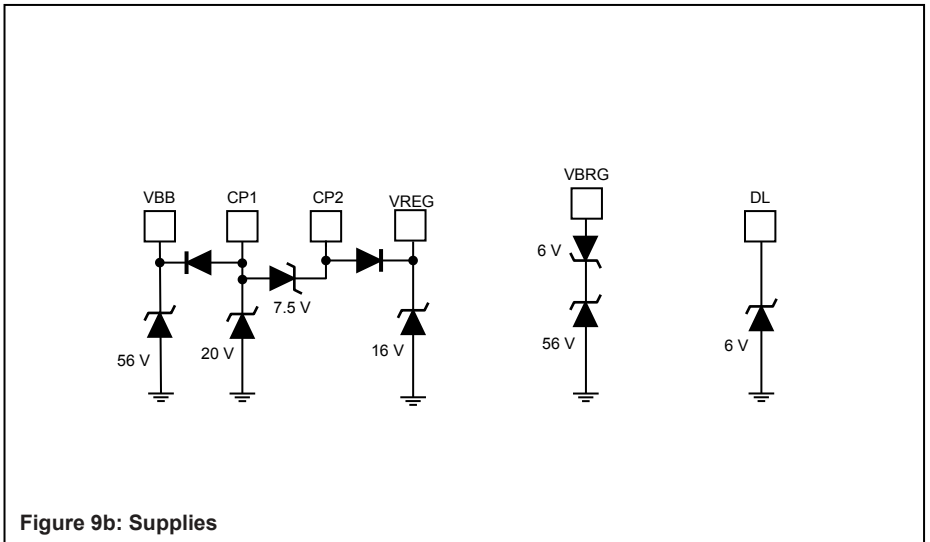 VBB CP1 CP2 VREG VBRG DL
6 V
7.5 V
56 V 20 V 16 V 56 V 6 V
Figure 9b: Supplies